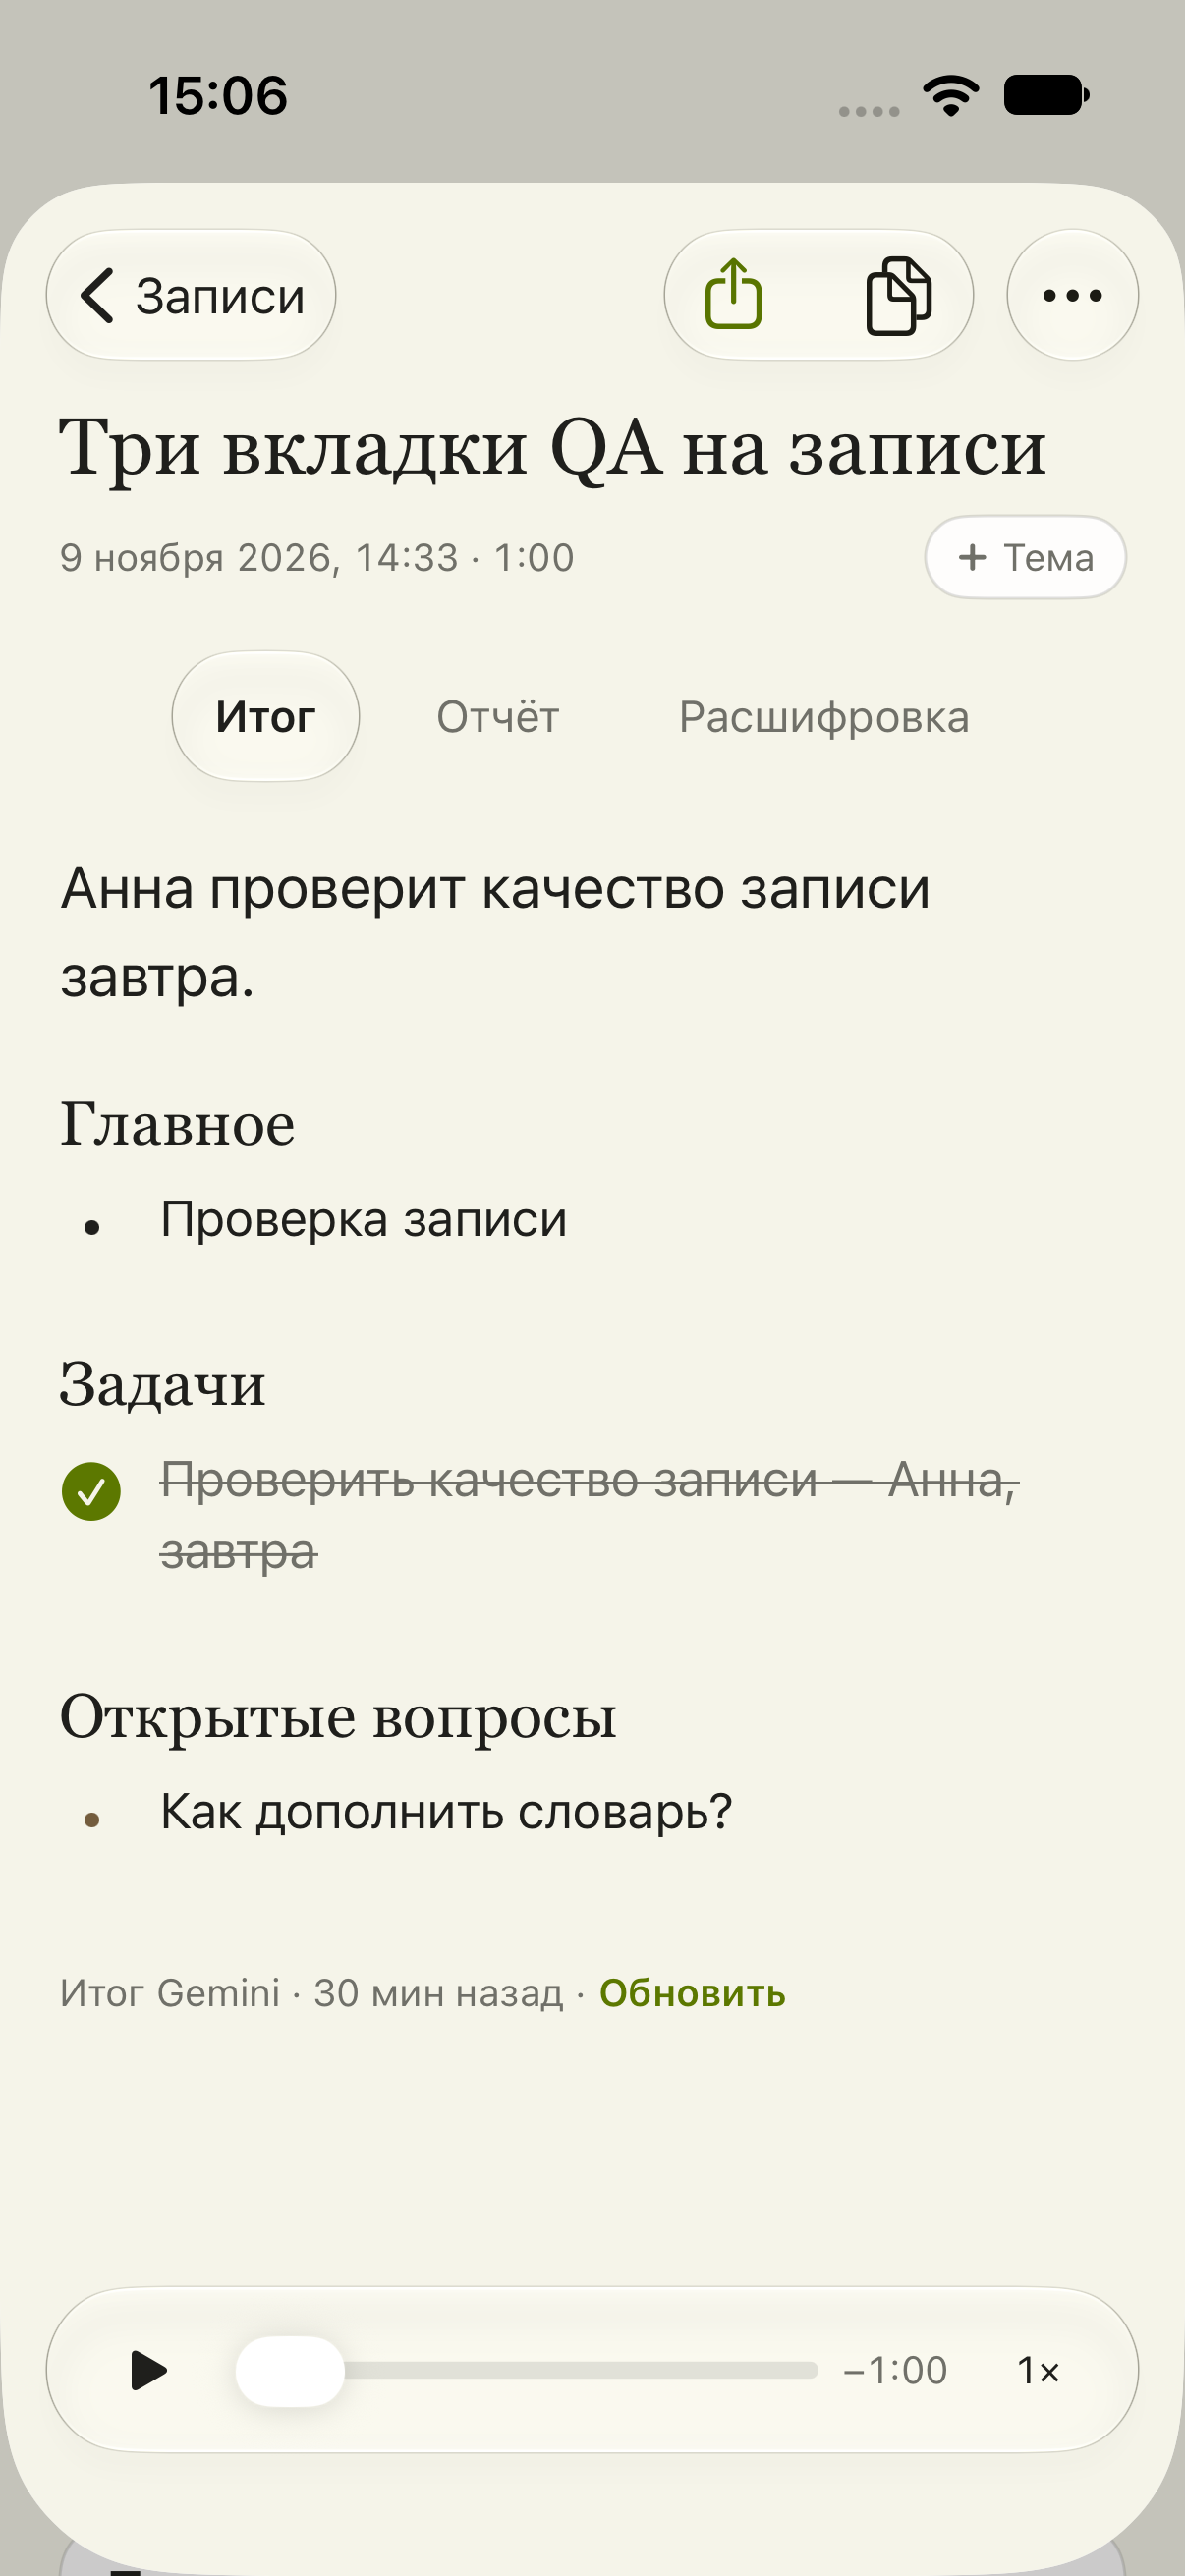 15:06
Записи
Три вкладки QA на записи
9 ноября 2026, 14:33 · 1:00
+ Тема
Итог
Отчёт
Расшифровка
Анна проверит качество записи
завтра.
Главное
• Проверка записи
Задачи
Проверить качество записи — Анна,
завтра
Открытые вопросы
• Как дополнить словарь?
Итог Gemini · 30 мин назад · Обновить
–1:00
1×